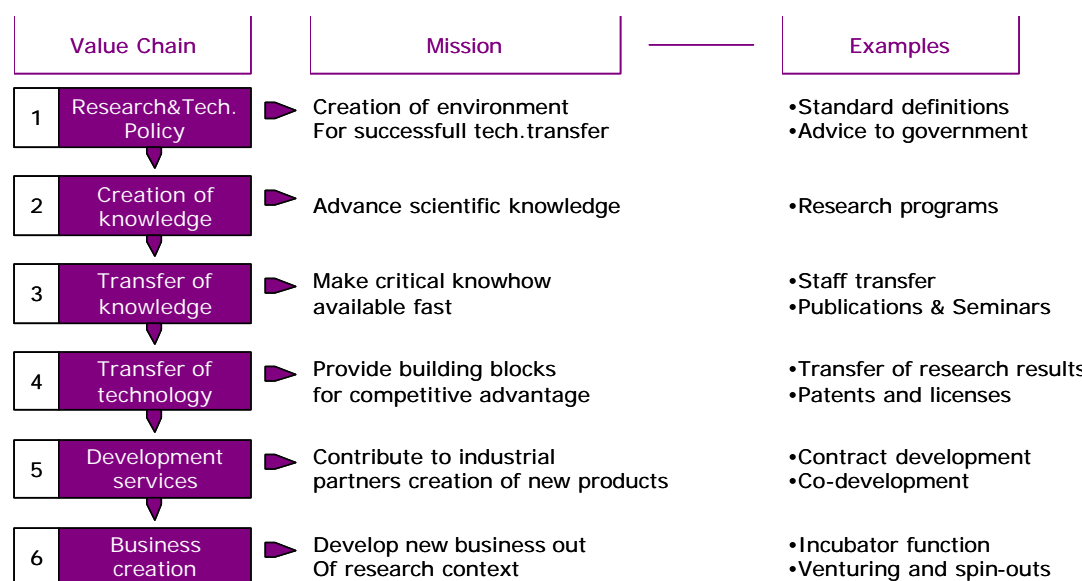 Value Chain
Mission
Examples
1
Research&Tech.
Policy
Creation of environment
For successfull tech.transfer
•Standard definitions
•Advice to government
2
Creation of
knowledge
Advance scientific knowledge
•Research programs
3
Transfer of
knowledge
Make critical knowhow
available fast
•Staff transfer
•Publications & Seminars
4
Transfer of
technology
Provide building blocks
for competitive advantage
•Transfer of research results
•Patents and licenses
5
Development
services
Contribute to industrial
partners creation of new products
•Contract development
•Co-development
6
Business
creation
Develop new business out
Of research context
•Incubator function
•Venturing and spin-outs